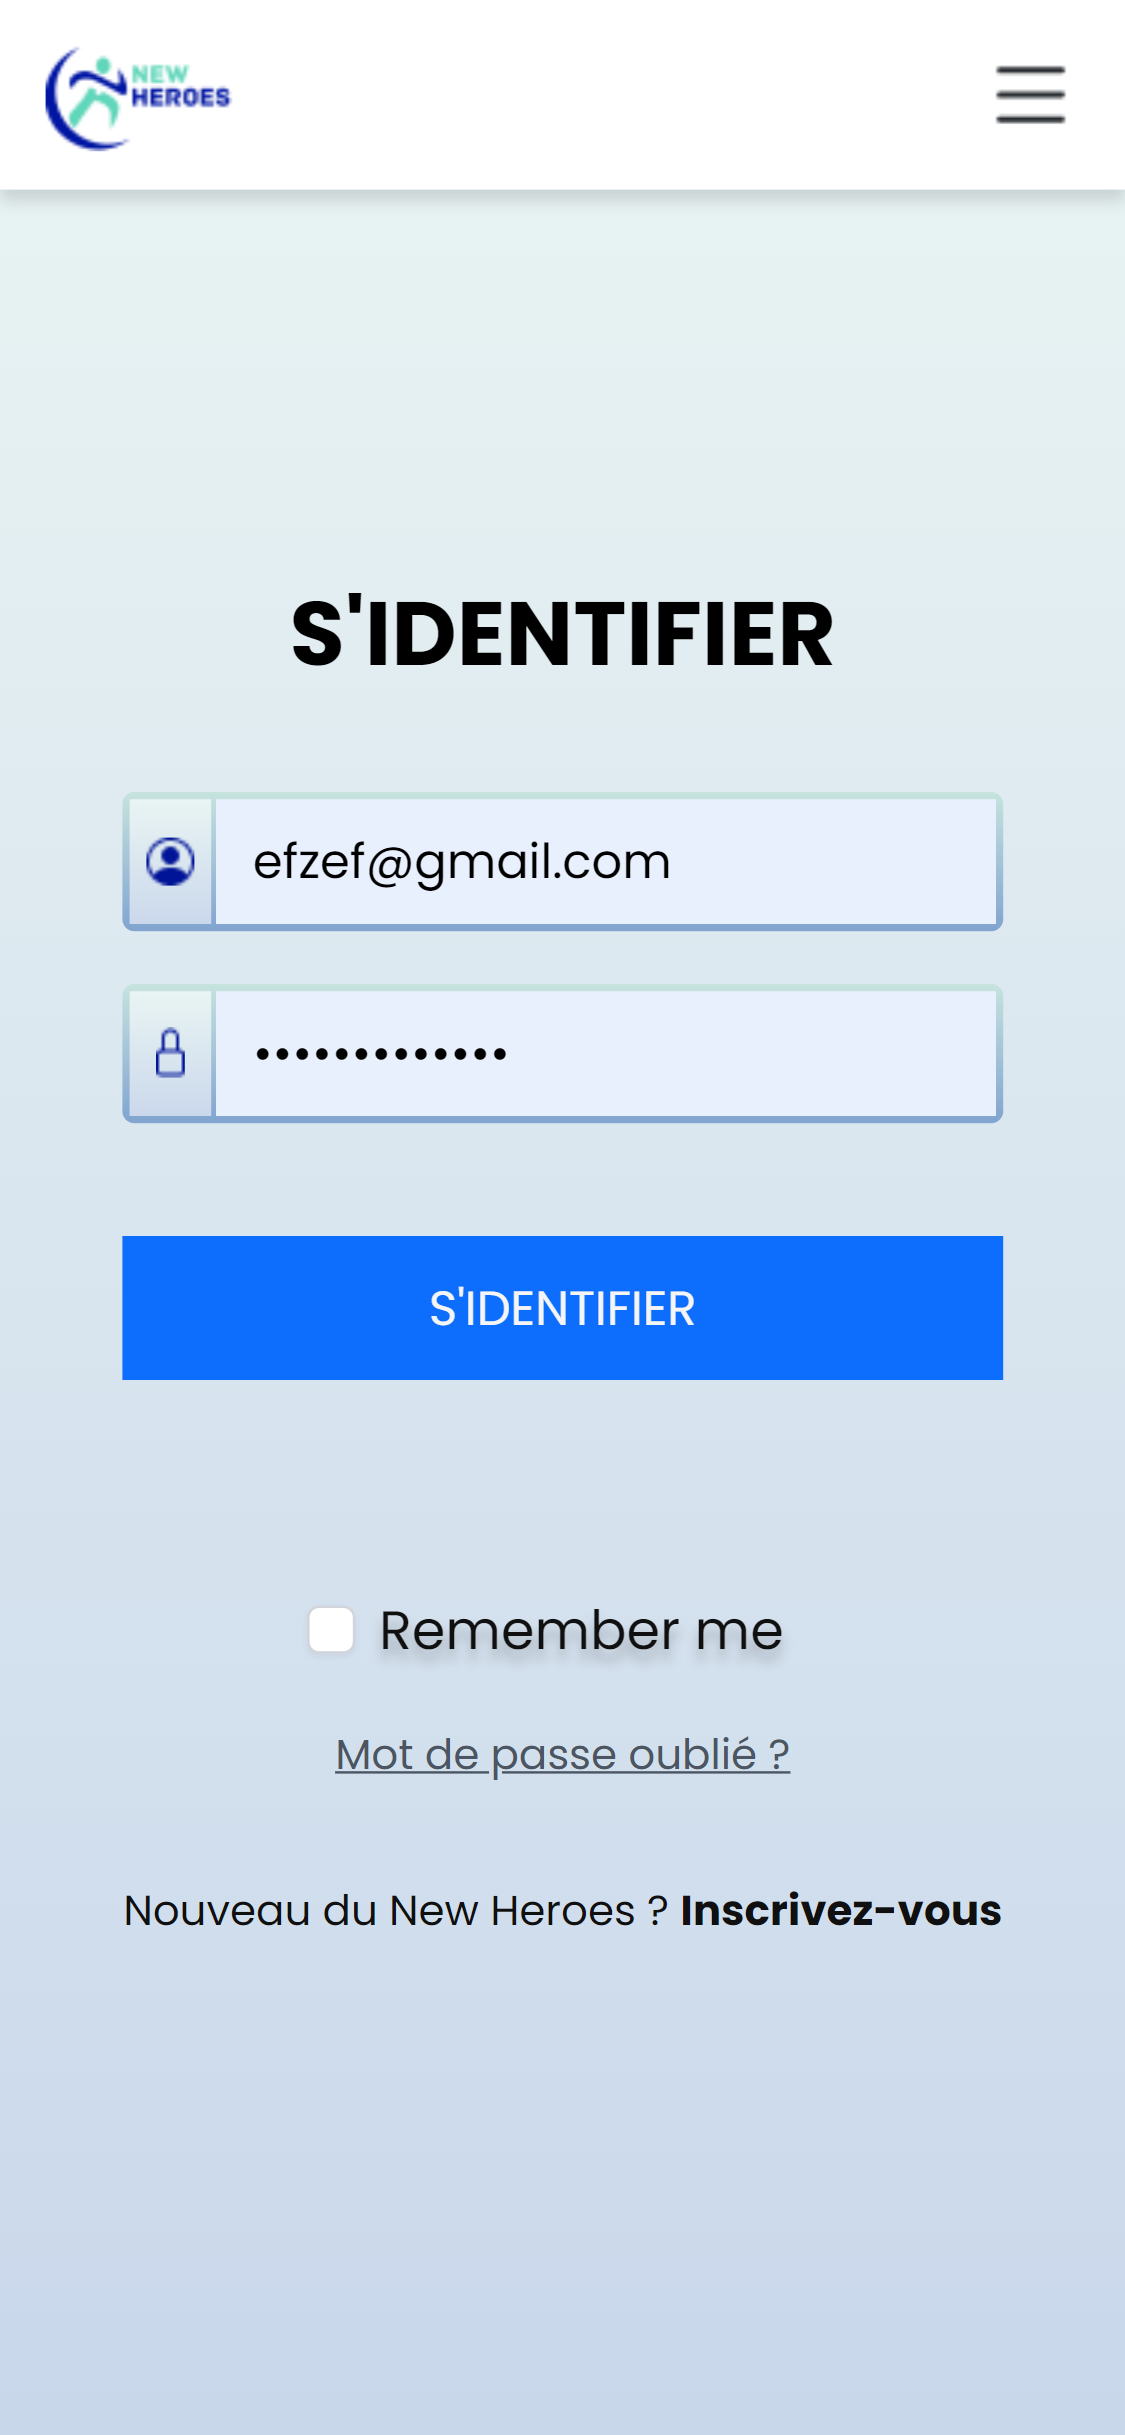 NEW
HEROES
S'IDENTIFIER
efzef@gmail.com
•••••••••••••
S'IDENTIFIER
Remember me
Mot de passe oublié ?
Nouveau du New Heroes ? Inscrivez-vous